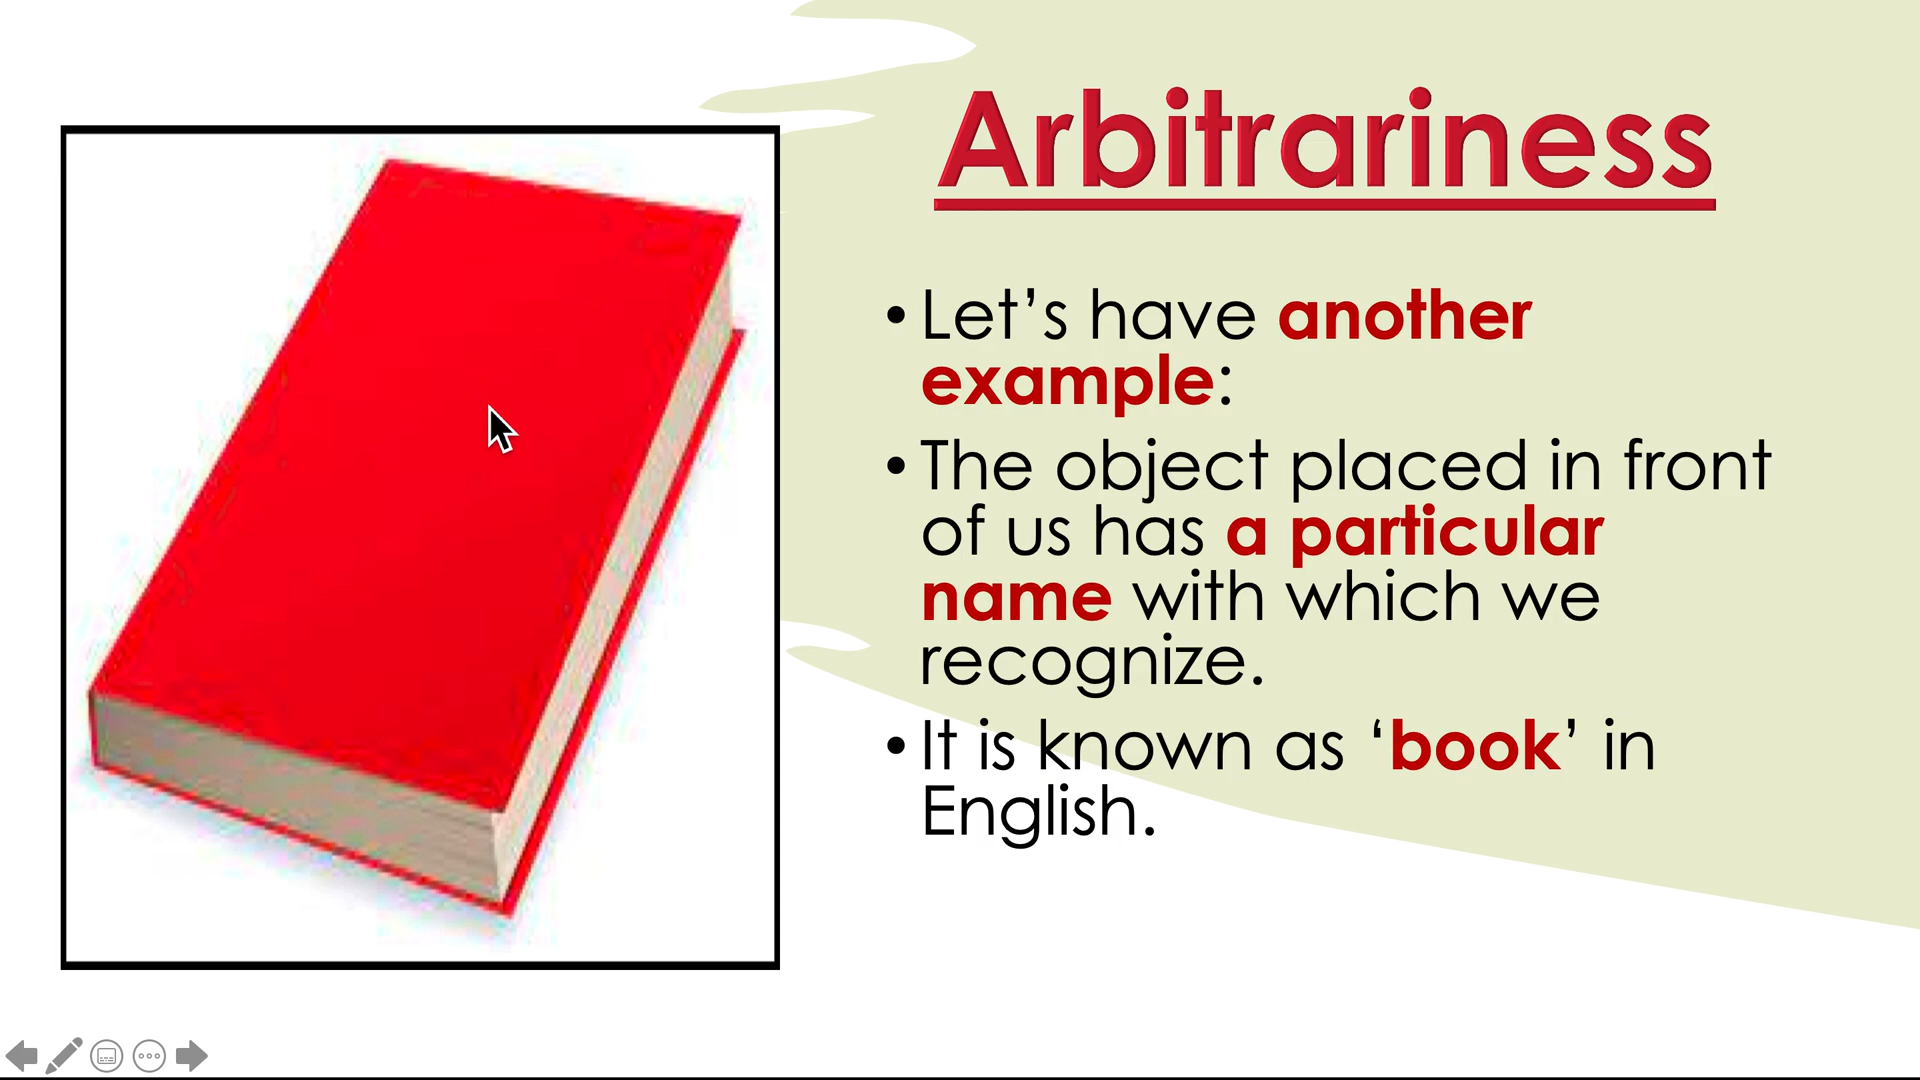 Arbitrariness
• Let’s have another
example:
• The object placed in front
of us has a particular
name with which we
recognize.
• It is known as ‘book’ in
English.